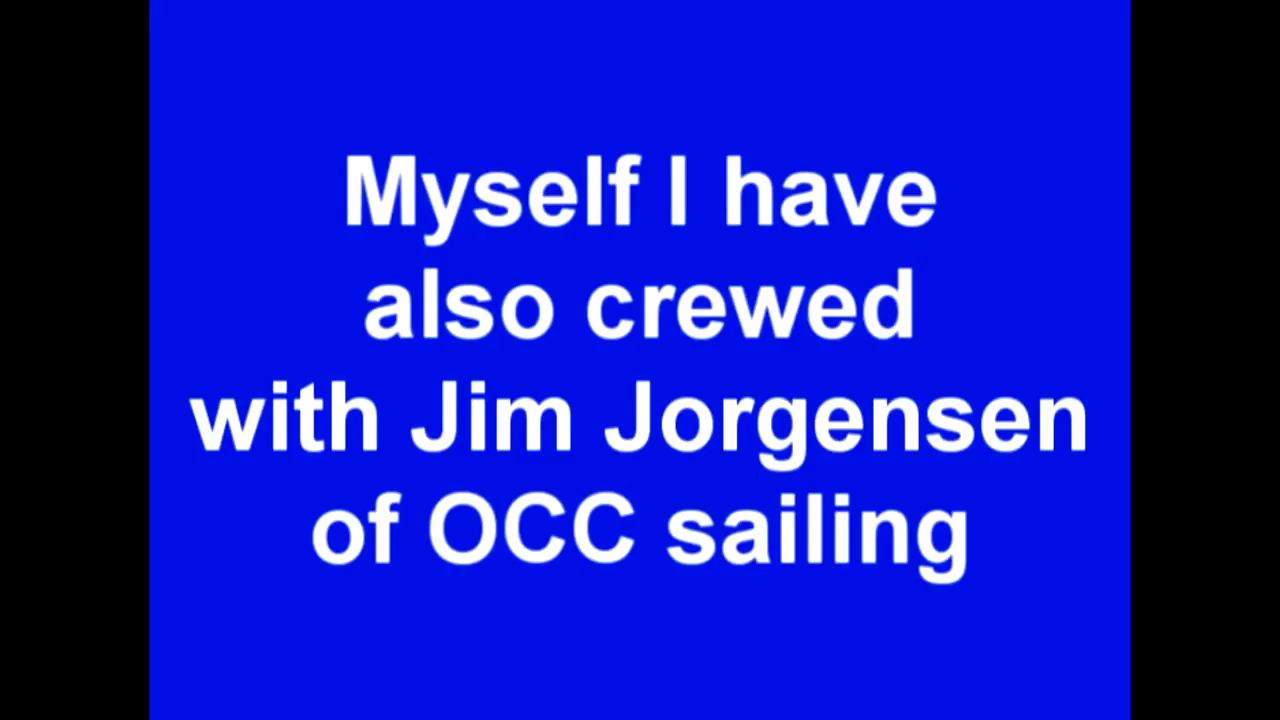 Myself I have
also crewed
with Jim Jorgensen
of OCC sailing